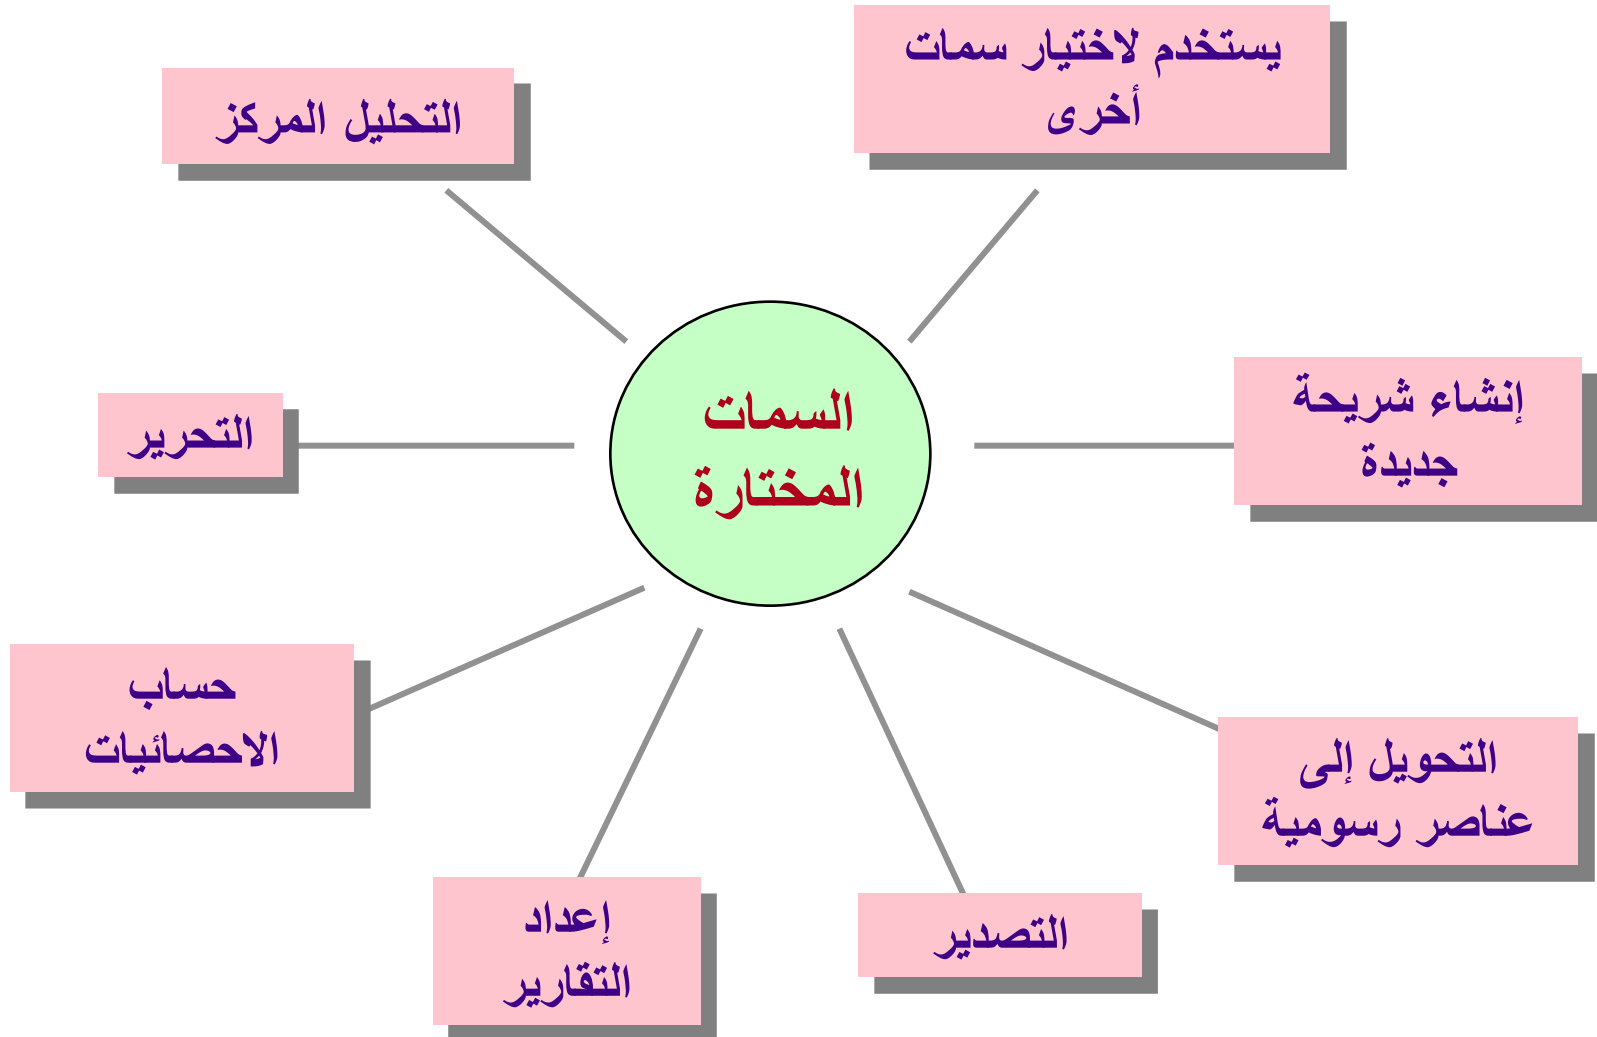 يستخدم لاختيار سمات
أخرى
التحليل المركز
السمات
المختارة
إنشاء شريحة
جديدة
التحرير
حساب
الاحصائيات
التحويل إلى
عناصر رسومية
إعداد
التقارير
التصدير